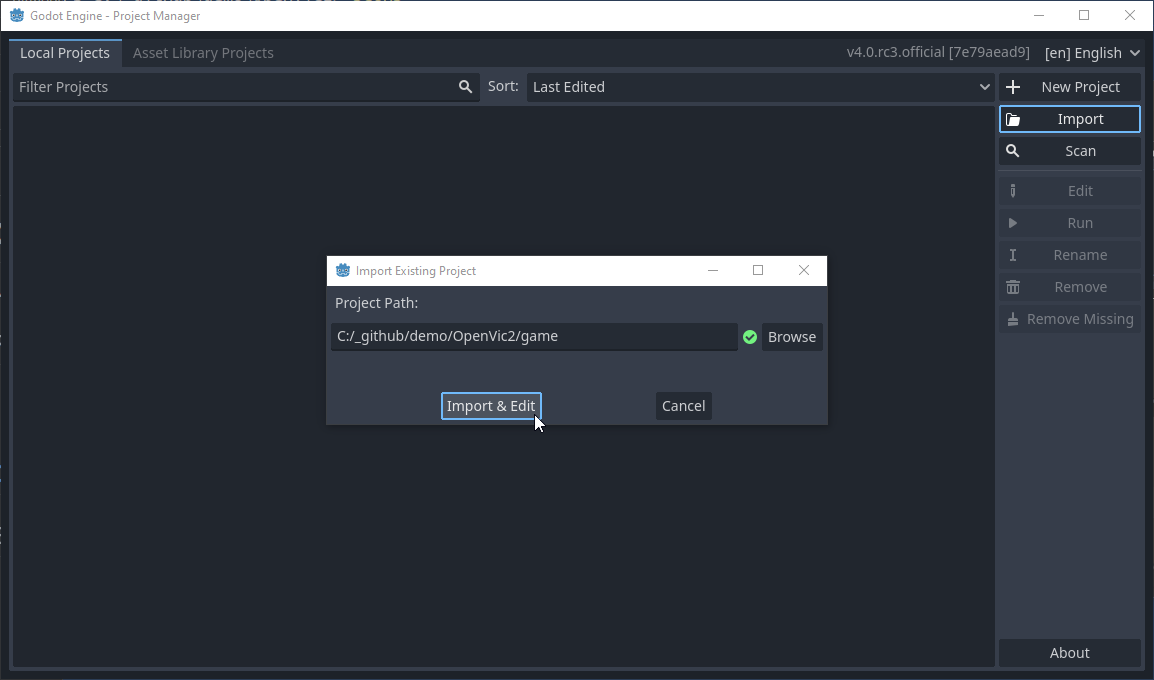 Godot Engine - Project Manager
Local Projects Asset Library Projects v4.0.rc3.official [7e79aead9] [en] English
Filter Projects Sort: Last Edited New Project
Import
Scan
Edit
Run
Rename
Remove
Remove Missing
Import Existing Project
Project Path:
C:/_github/demo/OpenVic2/game Browse
Import & Edit Cancel
About